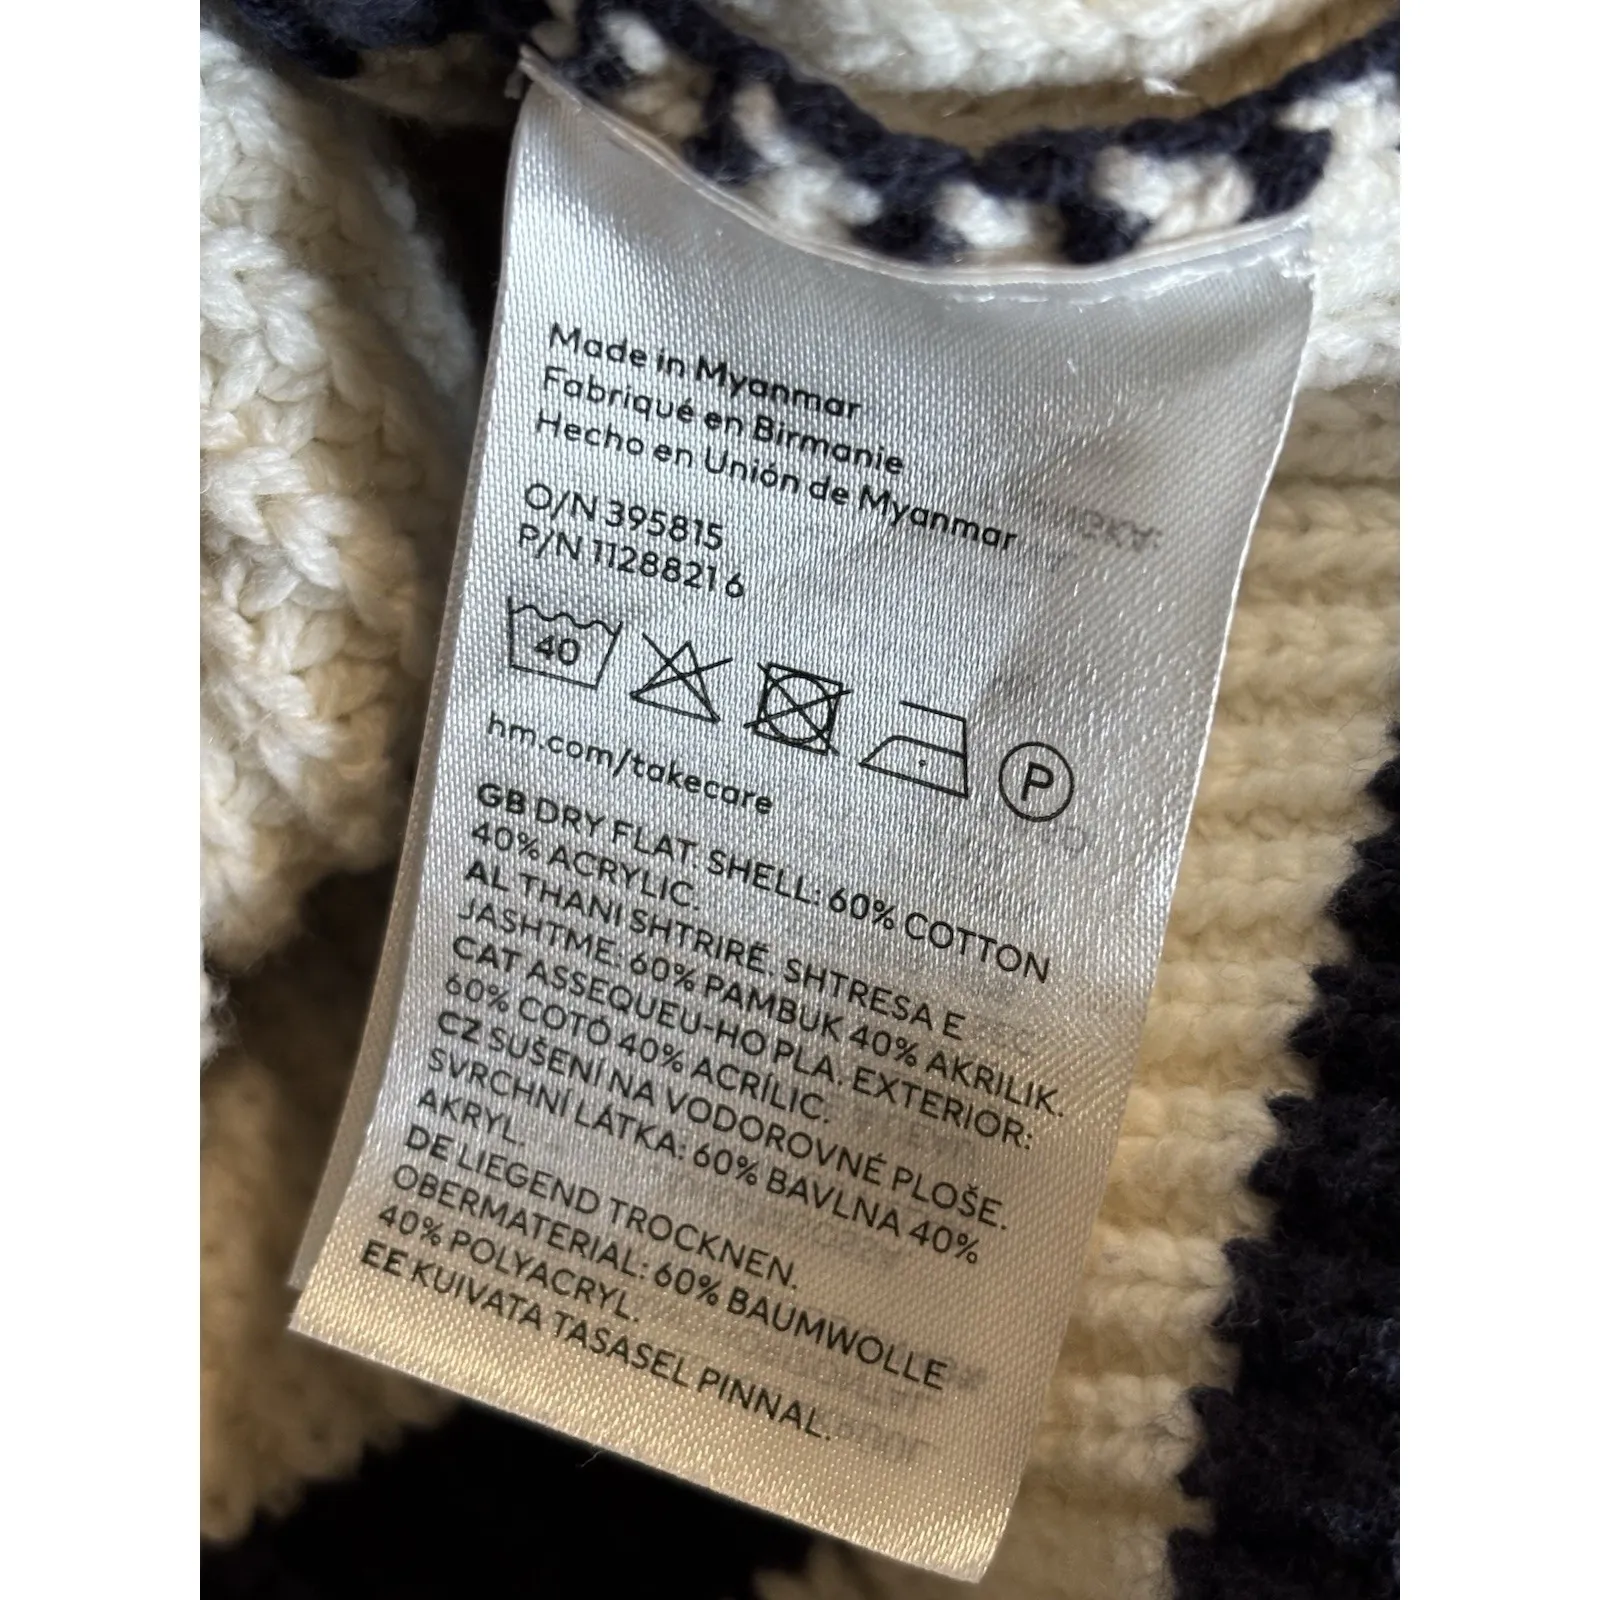 Made in Myanmar
Fabriqué en Birmanie
Hecho en Unión de Myanmar
O/N 395815
P/N 1128821 6
40
P
hm.com/takecare
GB DRY FLAT. SHELL: 60% COTTON
40% ACRYLIC.
AL THANI SHTRIRË. SHTRESA E
JASHTME: 60% PAMBUK 40% AKRILIK.
CAT ASSEQUEU-HO PLA. EXTERIOR:
60% COTÓ 40% ACRÍLIC.
CZ SUŠENÍ NA VODOROVNÉ PLOŠE.
SVRCHNÍ LÁTKA: 60% BAVLNA 40%
AKRYL.
DE LIEGEND TROCKNEN.
OBERMATERIAL: 60% BAUMWOLLE
40% POLYACRYL.
EE KUIVATA TASASEL PINNAL.